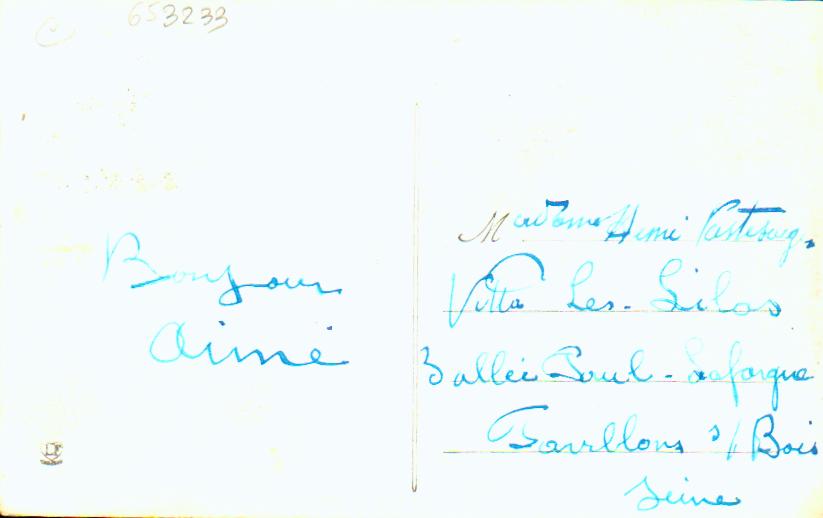 C 653233
Bonjour
Aimé
Madame Henri
Villa Les-Lilas
3 allée Paul-Lafargue
Pavillons s/ Bois
Seine